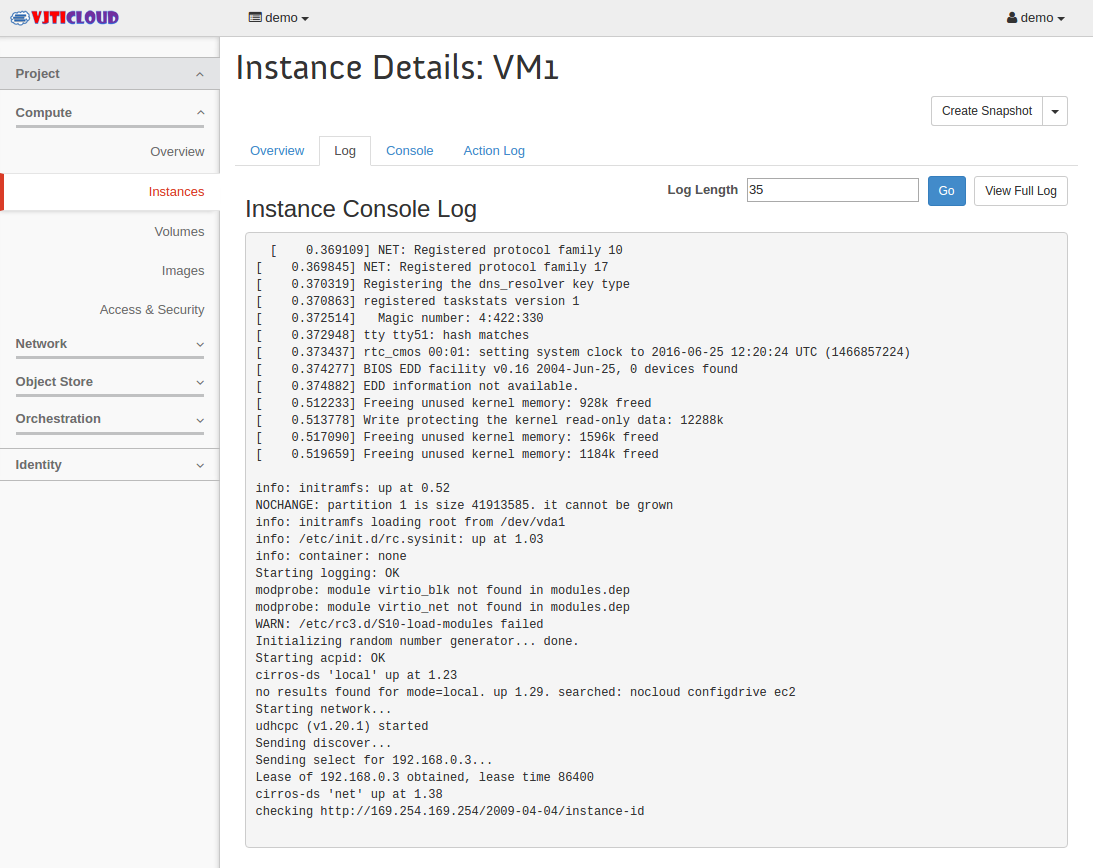 VJTICLOUD
demo
demo
Project
Compute
Overview
Instances
Volumes
Images
Access & Security
Network
Object Store
Orchestration
Identity
Instance Details: VM1
Create Snapshot
Overview
Log
Console
Action Log
Log Length
35
Go
View Full Log
Instance Console Log
[    0.369109] NET: Registered protocol family 10
[    0.369845] NET: Registered protocol family 17
[    0.370319] Registering the dns_resolver key type
[    0.370863] registered taskstats version 1
[    0.372514]   Magic number: 4:422:330
[    0.372948] tty tty51: hash matches
[    0.373437] rtc_cmos 00:01: setting system clock to 2016-06-25 12:20:24 UTC (1466857224)
[    0.374277] BIOS EDD facility v0.16 2004-Jun-25, 0 devices found
[    0.374882] EDD information not available.
[    0.512233] Freeing unused kernel memory: 928k freed
[    0.513778] Write protecting the kernel read-only data: 12288k
[    0.517090] Freeing unused kernel memory: 1596k freed
[    0.519659] Freeing unused kernel memory: 1184k freed
info: initramfs: up at 0.52
NOCHANGE: partition 1 is size 41913585. it cannot be grown
info: initramfs loading root from /dev/vda1
info: /etc/init.d/rc.sysinit: up at 1.03
info: container: none
Starting logging: OK
modprobe: module virtio_blk not found in modules.dep
modprobe: module virtio_net not found in modules.dep
WARN: /etc/rc3.d/S10-load-modules failed
Initializing random number generator... done.
Starting acpid: OK
cirros-ds 'local' up at 1.23
no results found for mode=local. up 1.29. searched: nocloud configdrive ec2
Starting network...
udhcpc (v1.20.1) started
Sending discover...
Sending select for 192.168.0.3...
Lease of 192.168.0.3 obtained, lease time 86400
cirros-ds 'net' up at 1.38
checking http://169.254.169.254/2009-04-04/instance-id